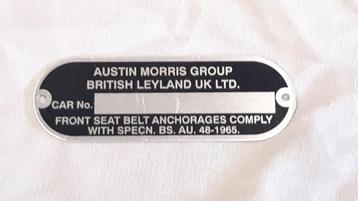 AUSTIN MORRIS GROUP
BRITISH LEYLAND UK LTD.
CAR No.
FRONT SEAT BELT ANCHORAGES COMPLY
WITH SPECN. BS. AU. 48-1965.